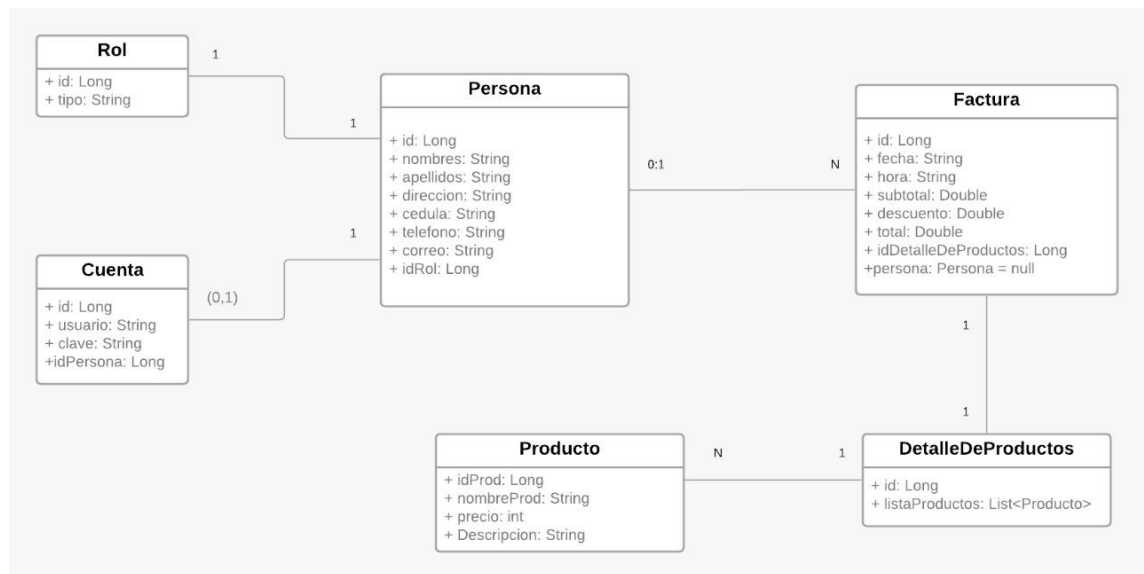 Rol
+ id: Long
+ tipo: String
1
1
Persona
+ id: Long
+ nombres: String
+ apellidos: String
+ direccion: String
+ cedula: String
+ telefono: String
+ correo: String
+ idRol: Long
0:1
N
Factura
+ id: Long
+ fecha: String
+ hora: String
+ subtotal: Double
+ descuento: Double
+ total: Double
+ idDetalleDeProductos: Long
+persona: Persona = null
Cuenta
+ id: Long
+ usuario: String
+ clave: String
+idPersona: Long
(0,1)
1
1
1
Producto
+ idProd: Long
+ nombreProd: String
+ precio: int
+ Descripcion: String
N
1
DetalleDeProductos
+ id: Long
+ listaProductos: List<Producto>